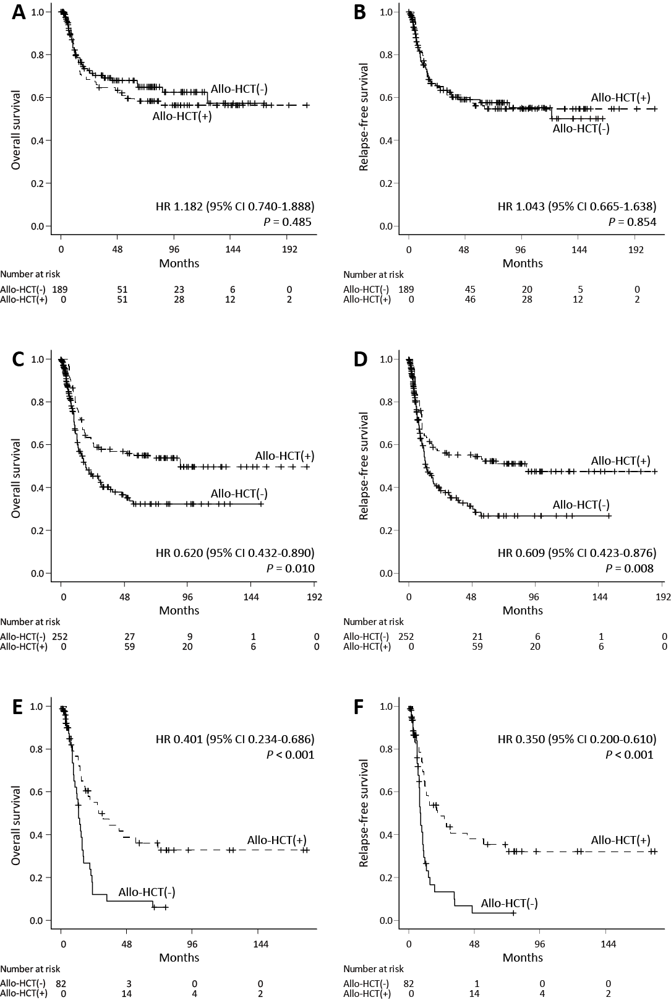 A
1.0
0.8
0.6
0.4
0.2
0.0
Overall survival
Allo-HCT(-)
Allo-HCT(+)
HR 1.182 (95% CI 0.740-1.888)
P = 0.485
0 48 96 144 192
Months
Number at risk
Allo-HCT(-) 189 51 23 6 0
Allo-HCT(+) 0 51 28 12 2
B
1.0
0.8
0.6
0.4
0.2
0.0
Relapse-free survival
Allo-HCT(+)
Allo-HCT(-)
HR 1.043 (95% CI 0.665-1.638)
P = 0.854
0 48 96 144 192
Months
Number at risk
Allo-HCT(-) 189 45 20 5 0
Allo-HCT(+) 0 46 28 12 2
C
1.0
0.8
0.6
0.4
0.2
0.0
Overall survival
Allo-HCT(+)
Allo-HCT(-)
HR 0.620 (95% CI 0.432-0.890)
P = 0.010
0 48 96 144 192
Months
Number at risk
Allo-HCT(-) 252 27 9 1 0
Allo-HCT(+) 0 59 20 6 0
D
1.0
0.8
0.6
0.4
0.2
0.0
Relapse-free survival
Allo-HCT(+)
Allo-HCT(-)
HR 0.609 (95% CI 0.423-0.876)
P = 0.008
0 48 96 144 192
Months
Number at risk
Allo-HCT(-) 252 21 6 1 0
Allo-HCT(+) 0 59 20 6 0
E
1.0
0.8
0.6
0.4
0.2
0.0
Overall survival
HR 0.401 (95% CI 0.234-0.686)
P < 0.001
Allo-HCT(+)
Allo-HCT(-)
0 48 96 144
Months
Number at risk
Allo-HCT(-) 82 3 0 0
Allo-HCT(+) 0 14 4 2
F
1.0
0.8
0.6
0.4
0.2
0.0
Relapse-free survival
HR 0.350 (95% CI 0.200-0.610)
P < 0.001
Allo-HCT(+)
Allo-HCT(-)
0 48 96 144
Months
Number at risk
Allo-HCT(-) 82 1 0 0
Allo-HCT(+) 0 14 4 2